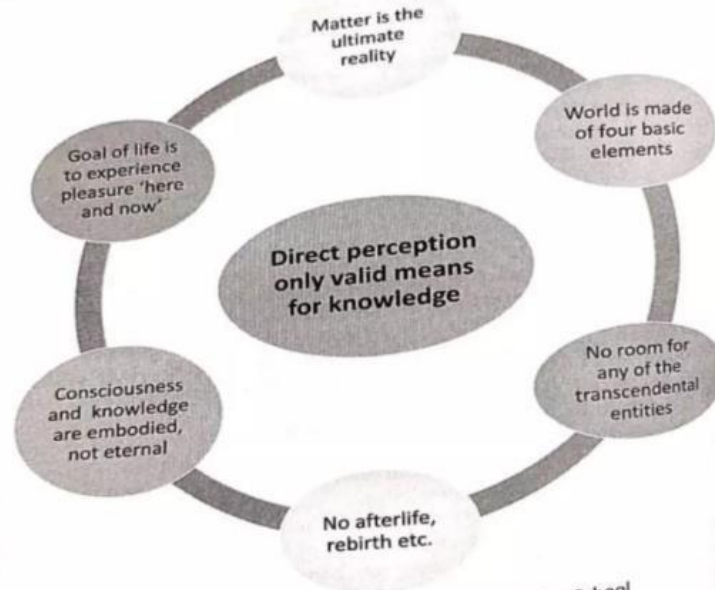 Matter is the
ultimate
reality
World is made
of four basic
elements
Goal of life is
to experience
pleasure 'here
and now'
Direct perception
only valid means
for knowledge
No room for
any of the
transcendental
entities
Consciousness
and knowledge
are embodied,
not eternal
No afterlife,
rebirth etc.
School